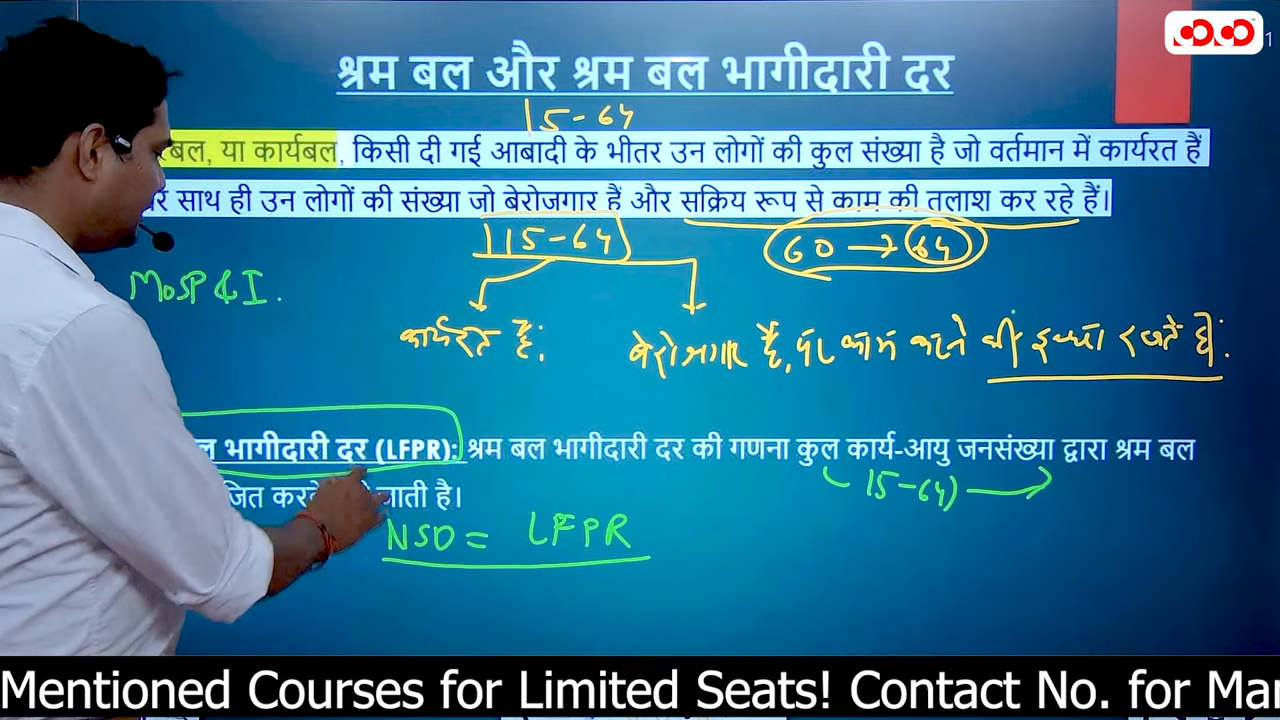 1
श्रम बल और श्रम बल भागीदारी दर
15-64
बल, या कार्यबल, किसी दी गई आबादी के भीतर उन लोगों की कुल संख्या है जो वर्तमान में कार्यरत हैं
साथ ही उन लोगों की संख्या जो बेरोजगार हैं और सक्रिय रूप से काम की तलाश कर रहे हैं।
15-64 60 → 64
MOSP&I.
कार्यरत हैं; बेरोजगार हैं, पर काम करने की इच्छा रखते हों:
भागीदारी दर (LFPR): श्रम बल भागीदारी दर की गणना कुल कार्य-आयु जनसंख्या द्वारा श्रम बल
जाती है।
15-64)
NSO = LFPR
Mentioned Courses for Limited Seats! Contact No. for